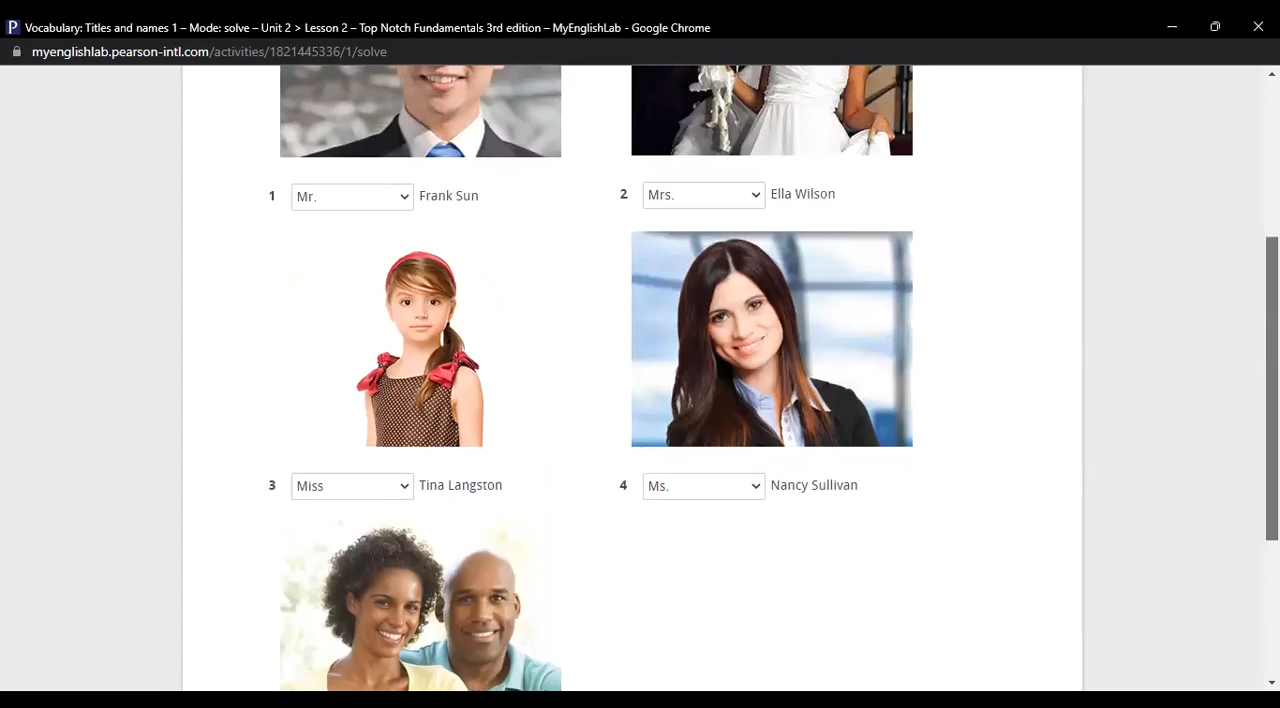 Vocabulary: Titles and names 1 – Mode: solve – Unit 2 > Lesson 2 – Top Notch Fundamentals 3rd edition – MyEnglishLab - Google Chrome
myenglishlab.pearson-intl.com/activities/1821445336/1/solve
1 Mr. Frank Sun
2 Mrs. Ella Wilson
3 Miss Tina Langston
4 Ms. Nancy Sullivan